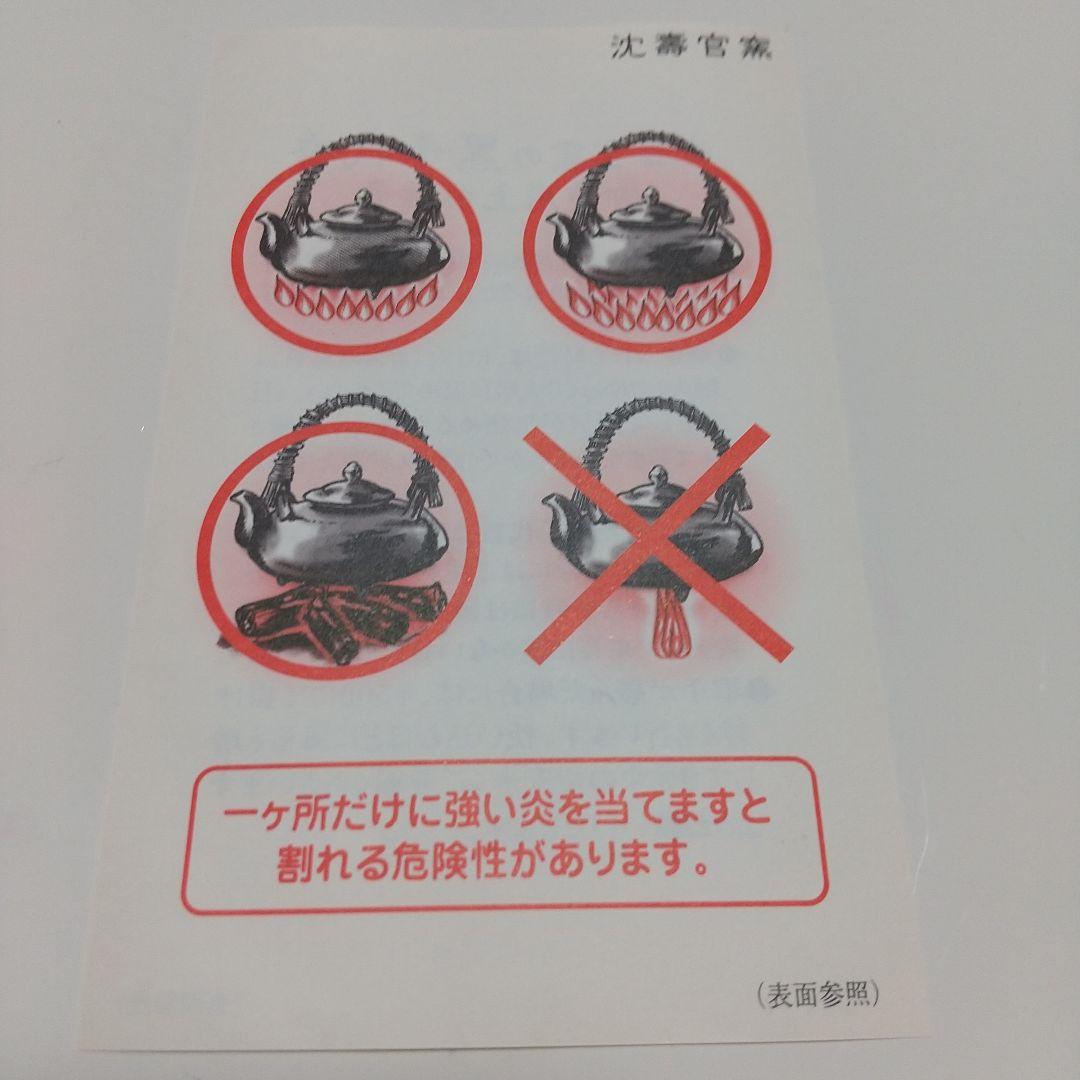 沈壽官窯
一ヶ所だけに強い炎を当てますと
割れる危険性があります。
(表面参照)